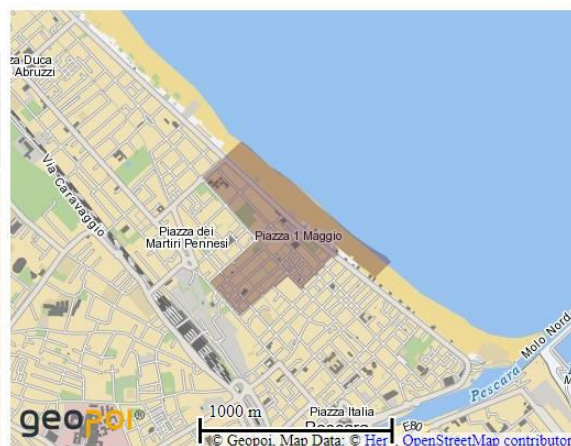 za Duca
Abruzzi
Via Caravaggio
Piazza dei
Martiri Pennesi
Piazza 1 Maggio
Molo Nord
Pescara
Piazza Italia
Pescara
E80
1000 m
geopoi®
© Geopoi, Map Data: © Her , OpenStreetMap contributor